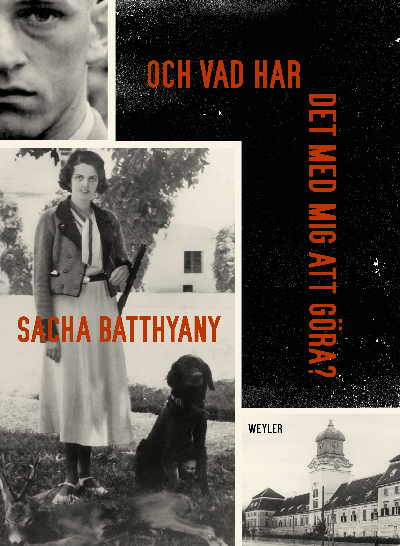 OCH VAD HAR
DET MED MIG ATT GÖRA?
SACHA BATTHYANY
WEYLER